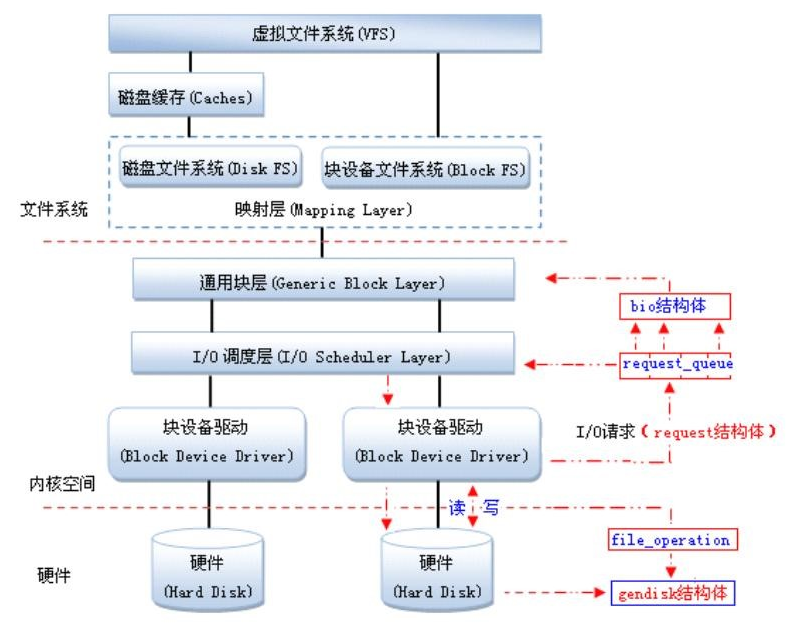 虚拟文件系统(VFS)
磁盘缓存(Caches)
磁盘文件系统(Disk FS)
块设备文件系统(Block FS)
文件系统
映射层(Mapping Layer)
通用块层(Generic Block Layer)
bio结构体
I/O 调度层(I/O Scheduler Layer)
request_queue
块设备驱动
(Block Device Driver)
块设备驱动
(Block Device Driver)
I/O请求(request结构体)
内核空间
读 写
file_operation
硬件
硬件
(Hard Disk)
硬件
(Hard Disk)
gendisk结构体